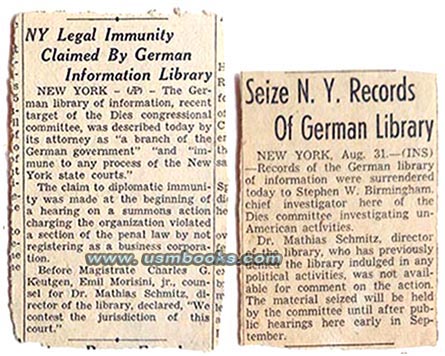 NY Legal Immunity
Claimed By German
Information Library
NEW YORK — (AP) — The Ger-
man library of information, recent
target of the Dies congressional
committee, was described today by
its attorney as "a branch of the
German government" "and "im-
mune to any process of the New
York state courts."
The claim to diplomatic immuni-
ty was made at the beginning of
a hearing on a summons action
charging the organization violated
a section of the penal law by not
registering as a business corpora-
tion.
Before Magistrate Charles G.
Keutgen, Emil Morisini, jr., coun-
sel for Dr. Mathias Schmitz, di-
of the library, declared, "We
contest the jurisdiction of this
court."
Seize N. Y. Records
Of German Library
NEW YORK, Aug. 31.—(INS)
—Records of the German library
of information were surrendered
today to Stephen W. Birmingham,
chief investigator here of the
Dies committee investigating un-
American activities.
Dr. Mathias Schmitz, director
of the library, who has previously
denied the library indulged in any
political activities, was not avail-
able for comment on the action.
The material seized will be held
by the committee until after pub-
lic hearings here early in Sep-
tember.
www.usmbooks.com